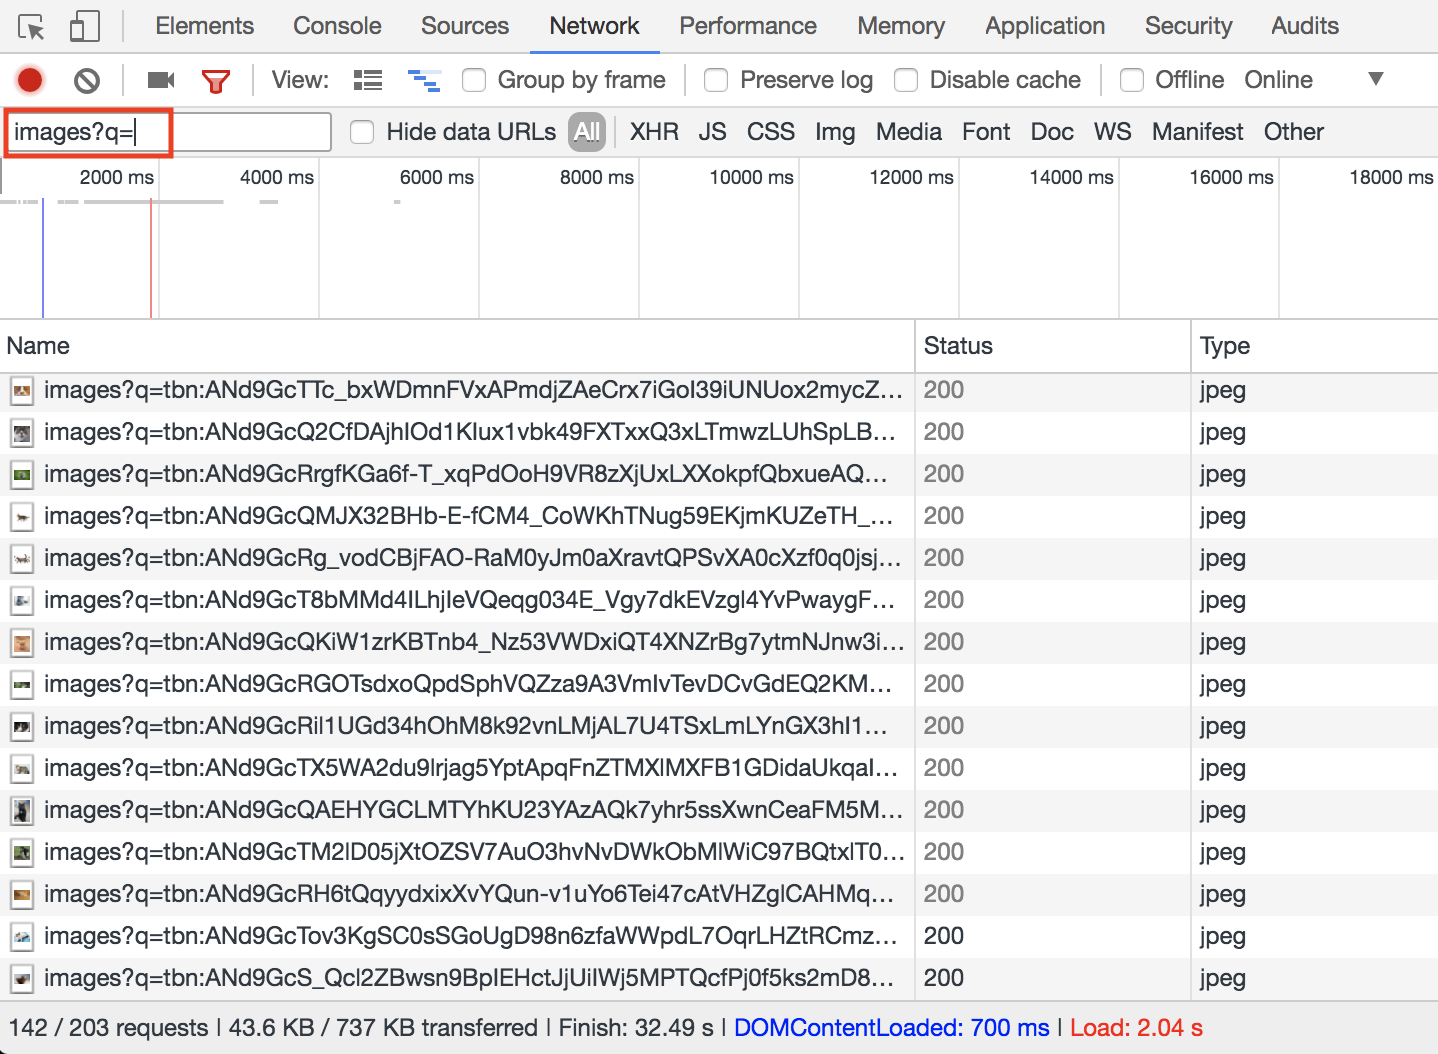 Elements Console Sources Network Performance Memory Application Security Audits
View: Group by frame Preserve log Disable cache Offline Online
images?q= Hide data URLs All XHR JS CSS Img Media Font Doc WS Manifest Other
2000 ms 4000 ms 6000 ms 8000 ms 10000 ms 12000 ms 14000 ms 16000 ms 18000 ms
Name Status Type
images?q=tbn:ANd9GcTTc_bxWDmnFVxAPmdjZAeCrx7iGoI39iUNUox2mycZ… 200 jpeg
images?q=tbn:ANd9GcQ2CfDAjhIOd1KIux1vbk49FXTxxQ3xLTmwzLUhSpLB… 200 jpeg
images?q=tbn:ANd9GcRrgfKGa6f-T_xqPdOoH9VR8zXjUxLXXokpfQbxueAQ… 200 jpeg
images?q=tbn:ANd9GcQMJX32BHb-E-fCM4_CoWKhTNug59EKjmKUZeTH_… 200 jpeg
images?q=tbn:ANd9GcRg_vodCBjFAO-RaM0yJm0aXravtQPSvXA0cXzf0q0jsj… 200 jpeg
images?q=tbn:ANd9GcT8bMMd4ILhjIeVQeqg034E_Vgy7dkEVzgl4YvPwaygF… 200 jpeg
images?q=tbn:ANd9GcQKiW1zrKBTnb4_Nz53VWDxiQT4XNZrBg7ytmNJnw3i… 200 jpeg
images?q=tbn:ANd9GcRGOTsdxoQpdSphVQZza9A3VmIvTevDCvGdEQ2KM… 200 jpeg
images?q=tbn:ANd9GcRil1UGd34hOhM8k92vnLMjAL7U4TSxLmLYnGX3hI1… 200 jpeg
images?q=tbn:ANd9GcTX5WA2du9lrjag5YptApqFnZTMXlMXFB1GDidaUkqaI… 200 jpeg
images?q=tbn:ANd9GcQAEHYGCLMTYhKU23YAzAQk7yhr5ssXwnCeaFM5M… 200 jpeg
images?q=tbn:ANd9GcTM2lD05jXtOZSV7AuO3hvNvDWkObMlWiC97BQtxlT0… 200 jpeg
images?q=tbn:ANd9GcRH6tQqyydxixXvYQun-v1uYo6Tei47cAtVHZglCAHMq… 200 jpeg
images?q=tbn:ANd9GcTov3KgSC0sSGoUgD98n6zfaWWpdL7OqrLHZtRCmz… 200 jpeg
images?q=tbn:ANd9GcS_Qcl2ZBwsn9BpIEHctJjUiIWj5MPTQcfPj0f5ks2mD8… 200 jpeg
142 / 203 requests | 43.6 KB / 737 KB transferred | Finish: 32.49 s | DOMContentLoaded: 700 ms | Load: 2.04 s